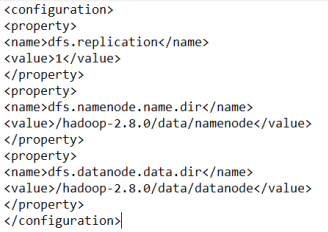 <configuration>
<property>
<name>dfs.replication</name>
<value>1</value>
</property>
<property>
<name>dfs.namenode.name.dir</name>
<value>/hadoop-2.8.0/data/namenode</value>
</property>
<property>
<name>dfs.datanode.data.dir</name>
<value>/hadoop-2.8.0/data/datanode</value>
</property>
</configuration>